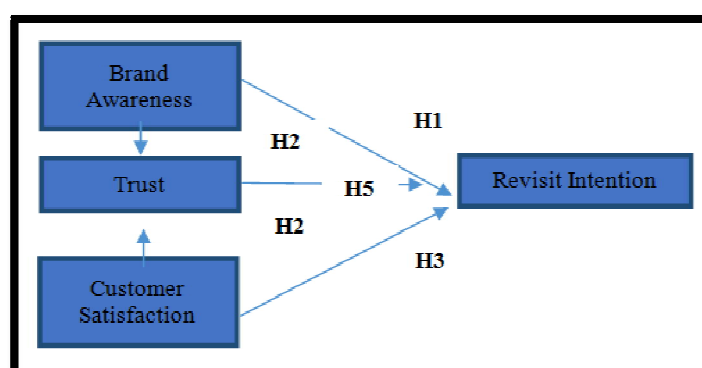 Brand
Awareness
H1
H2
Trust
H5
Revisit Intention
H2
Customer
Satisfaction
H3